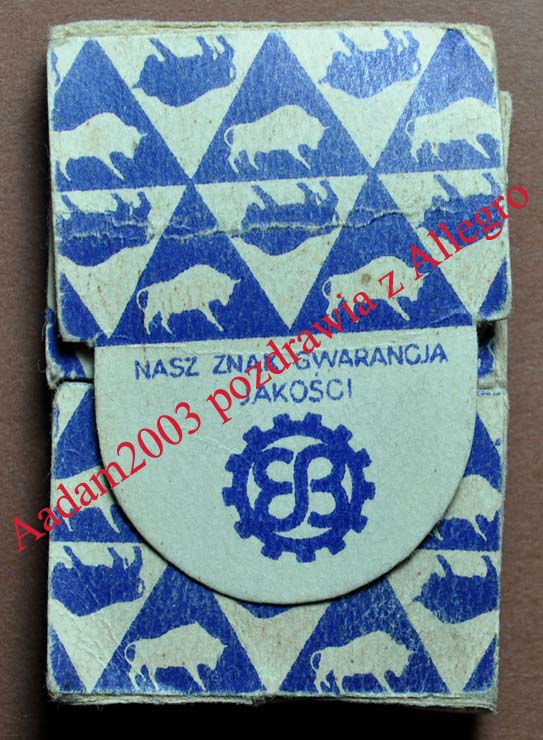 NASZ ZNAK GWARANCJA
JAKOŚCI
Aadam2003 pozdrawia z Allegro